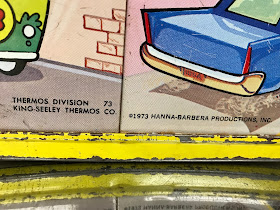 THERMOS DIVISION 73
KING-SEELEY THERMOS CO
©1973 HANNA-BARBERA PRODUCTIONS, INC.